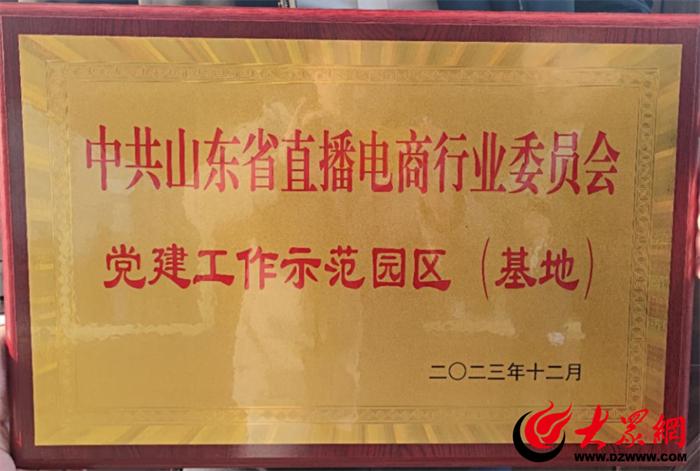 中共山东省直播电商行业委员会
党建工作示范园区（基地）
二〇二三年十二月
大众網
WWW.DZWWW.COM